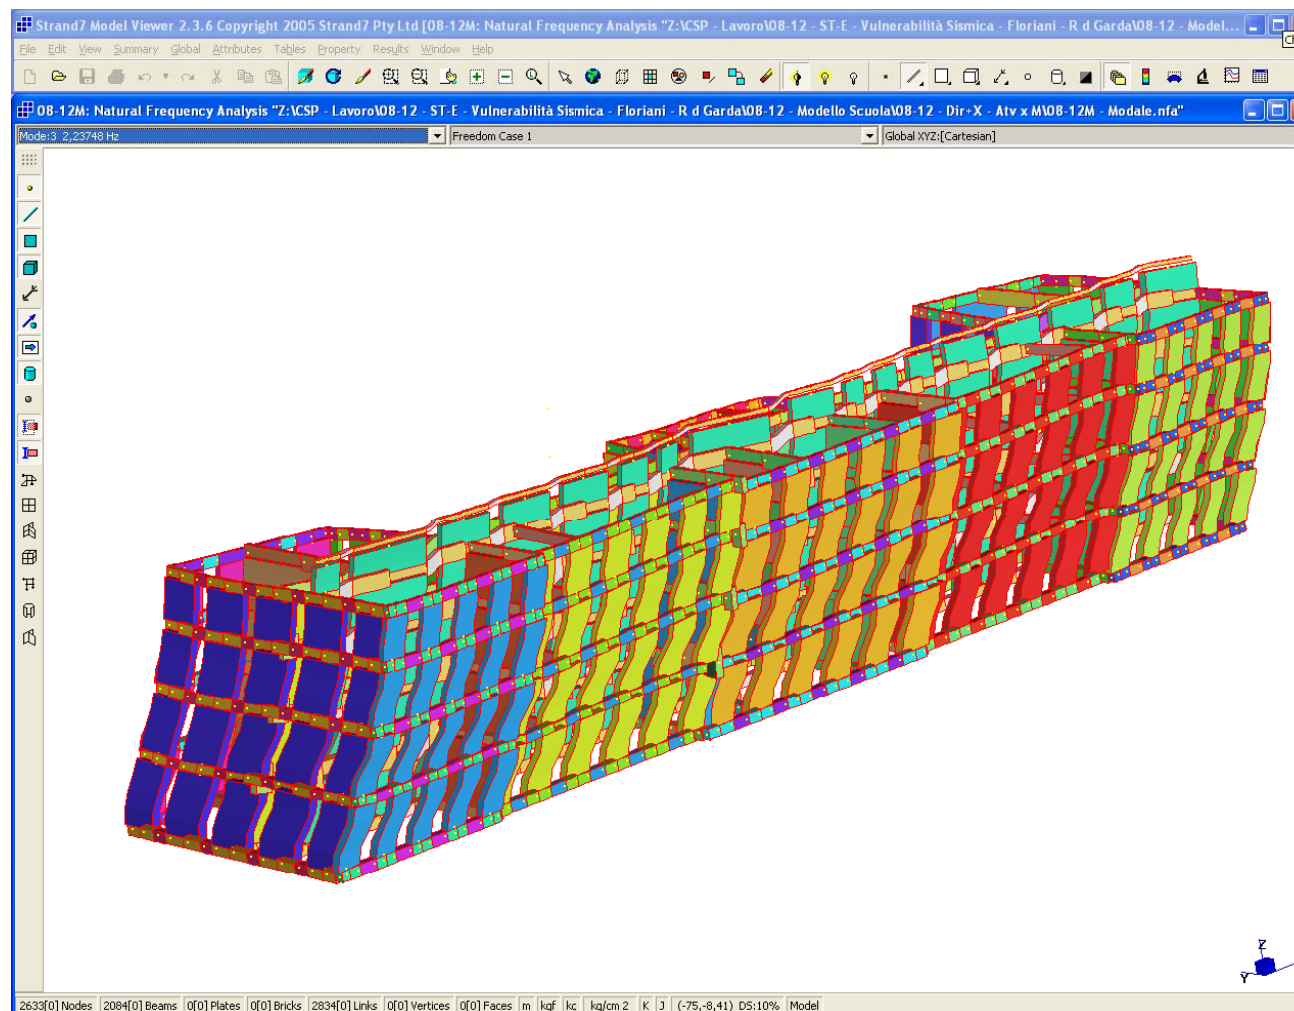 Strand7 Model Viewer 2.3.6 Copyright 2005 Strand7 Pty Ltd [08-12M: Natural Frequency Analysis "Z:\CSP - Lavoro\08-12 - ST-E - Vulnerabilità Sismica - Floriani - R d Garda\08-12 - Model...
File Edit View Summary Global Attributes Tables Property Results Window Help
08-12M: Natural Frequency Analysis "Z:\CSP - Lavoro\08-12 - ST-E - Vulnerabilità Sismica - Floriani - R d Garda\08-12 - Modello Scuola\08-12 - Dir+X - Atv x M\08-12M - Modale.nfa"
Mode:3 2,23748 Hz Freedom Case 1 Global XYZ:[Cartesian]
Z
Y
2633[0] Nodes 2084[0] Beams 0[0] Plates 0[0] Bricks 2834[0] Links 0[0] Vertices 0[0] Faces m kgf kc kg/cm 2 K J (-75,-8,41) DS:10% Model